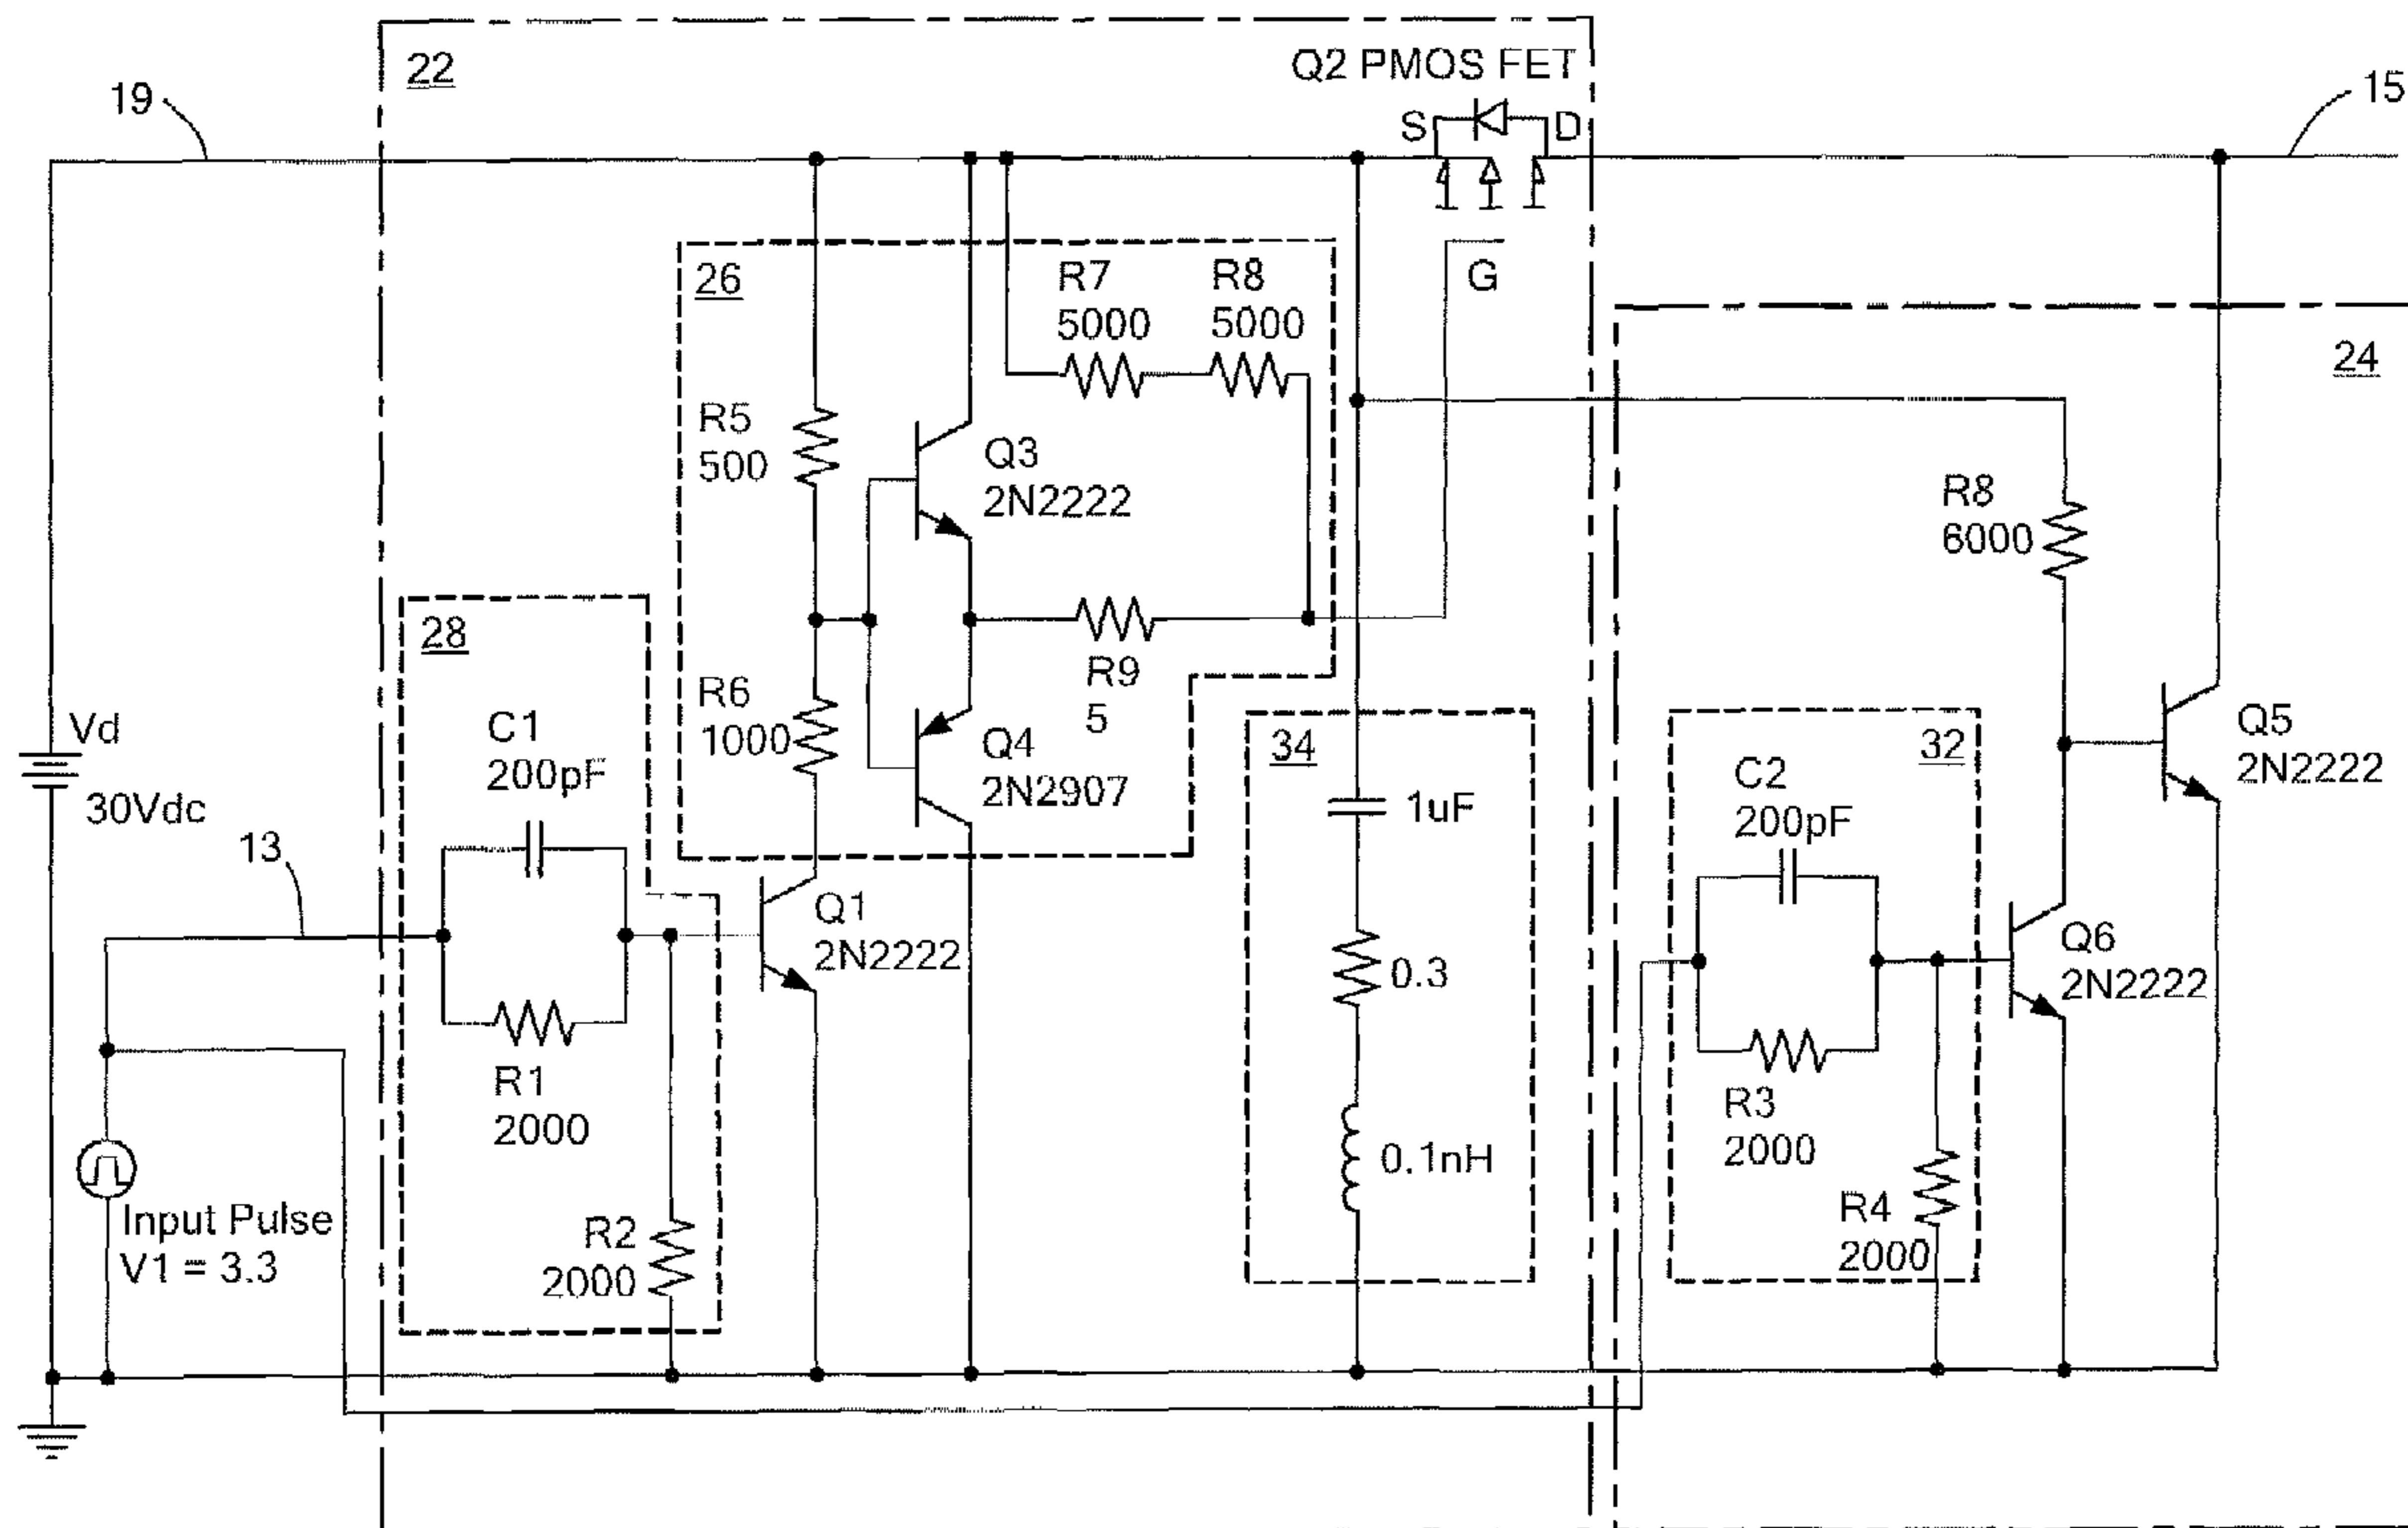 22
Q2 PMOS FET
19
15
S
D
26
R7
5000
R8
5000
G
24
R5
500
Q3
2N2222
R8
6000
28
R6
1000
R9
5
Vd
30Vdc
C1
200pF
Q4
2N2907
34
1uF
32
C2
200pF
Q5
2N2222
13
Q1
2N2222
0.3
Q6
2N2222
R1
2000
R3
2000
0.1nH
Input Pulse
V1 = 3.3
R2
2000
R4
2000